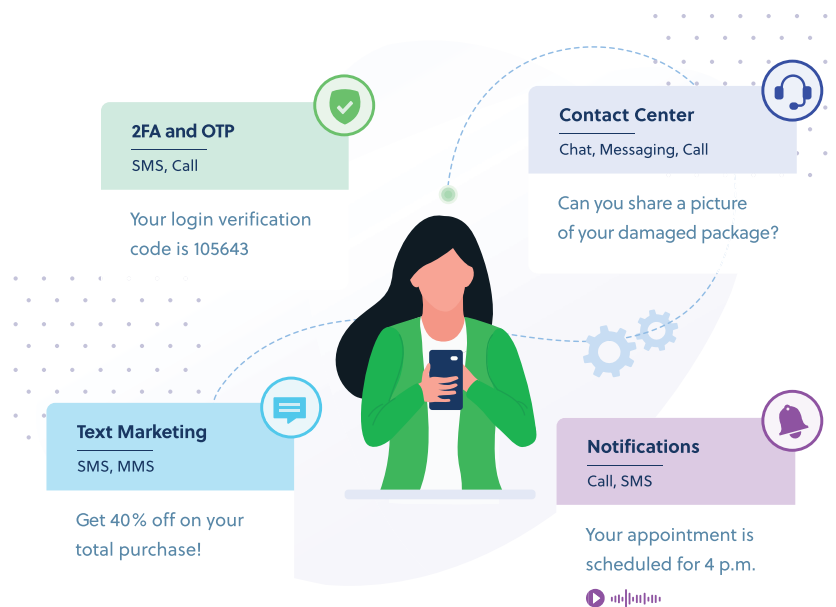 2FA and OTP
SMS, Call
Your login verification
code is 105643
Contact Center
Chat, Messaging, Call
Can you share a picture
of your damaged package?
Text Marketing
SMS, MMS
Get 40% off on your
total purchase!
Notifications
Call, SMS
Your appointment is
scheduled for 4 p.m.